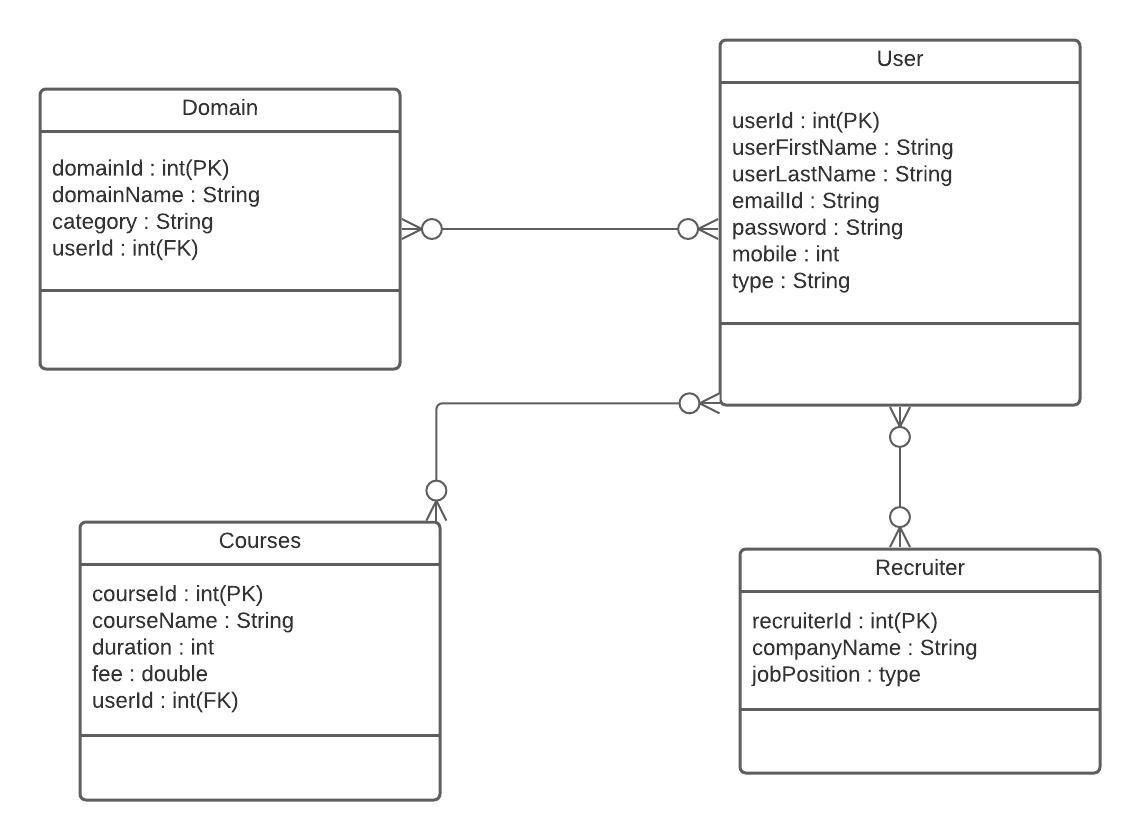 Domain
domainId : int(PK)
domainName : String
category : String
userId : int(FK)
User
userId : int(PK)
userFirstName : String
userLastName : String
emailId : String
password : String
mobile : int
type : String
Courses
courseId : int(PK)
courseName : String
duration : int
fee : double
userId : int(FK)
Recruiter
recruiterId : int(PK)
companyName : String
jobPosition : type